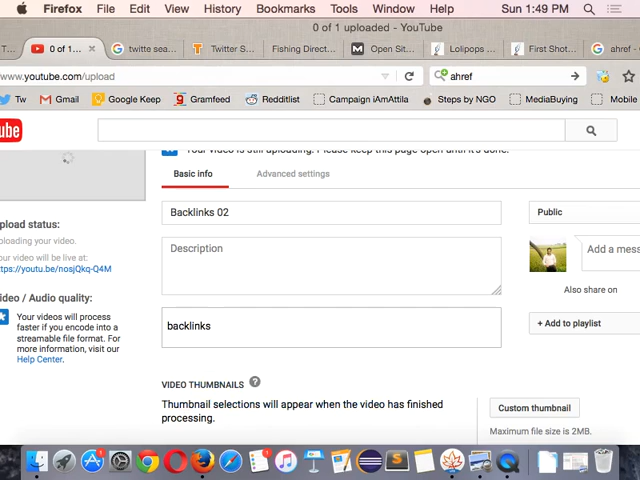 Firefox File Edit View History Bookmarks Tools Window Help Sun 1:49 PM
0 of 1 uploaded - YouTube
0 of 1... twitte sea... Twitter S... Fishing Direct... Open Sit... Lolipops ... First Shot... ahref -
www.youtube.com/upload ahref
Tw Gmail Google Keep Gramfeed Redditlist Campaign iAmAttila Steps by NGO MediaBuying Mobile
Your video is still uploading. Please keep this page open until it's done.
Basic info Advanced settings
Backlinks 02
Public
Description
Add a mess
Also share on
+ Add to playlist
backlinks
pload status:
ploading your video.
our video will be live at:
ttps://youtu.be/nosjQkq-Q4M
ideo / Audio quality:
Your videos will process
faster if you encode into a
streamable file format. For
more information, visit our
Help Center.
VIDEO THUMBNAILS ?
Thumbnail selections will appear when the video has finished
processing.
Custom thumbnail
Maximum file size is 2MB.